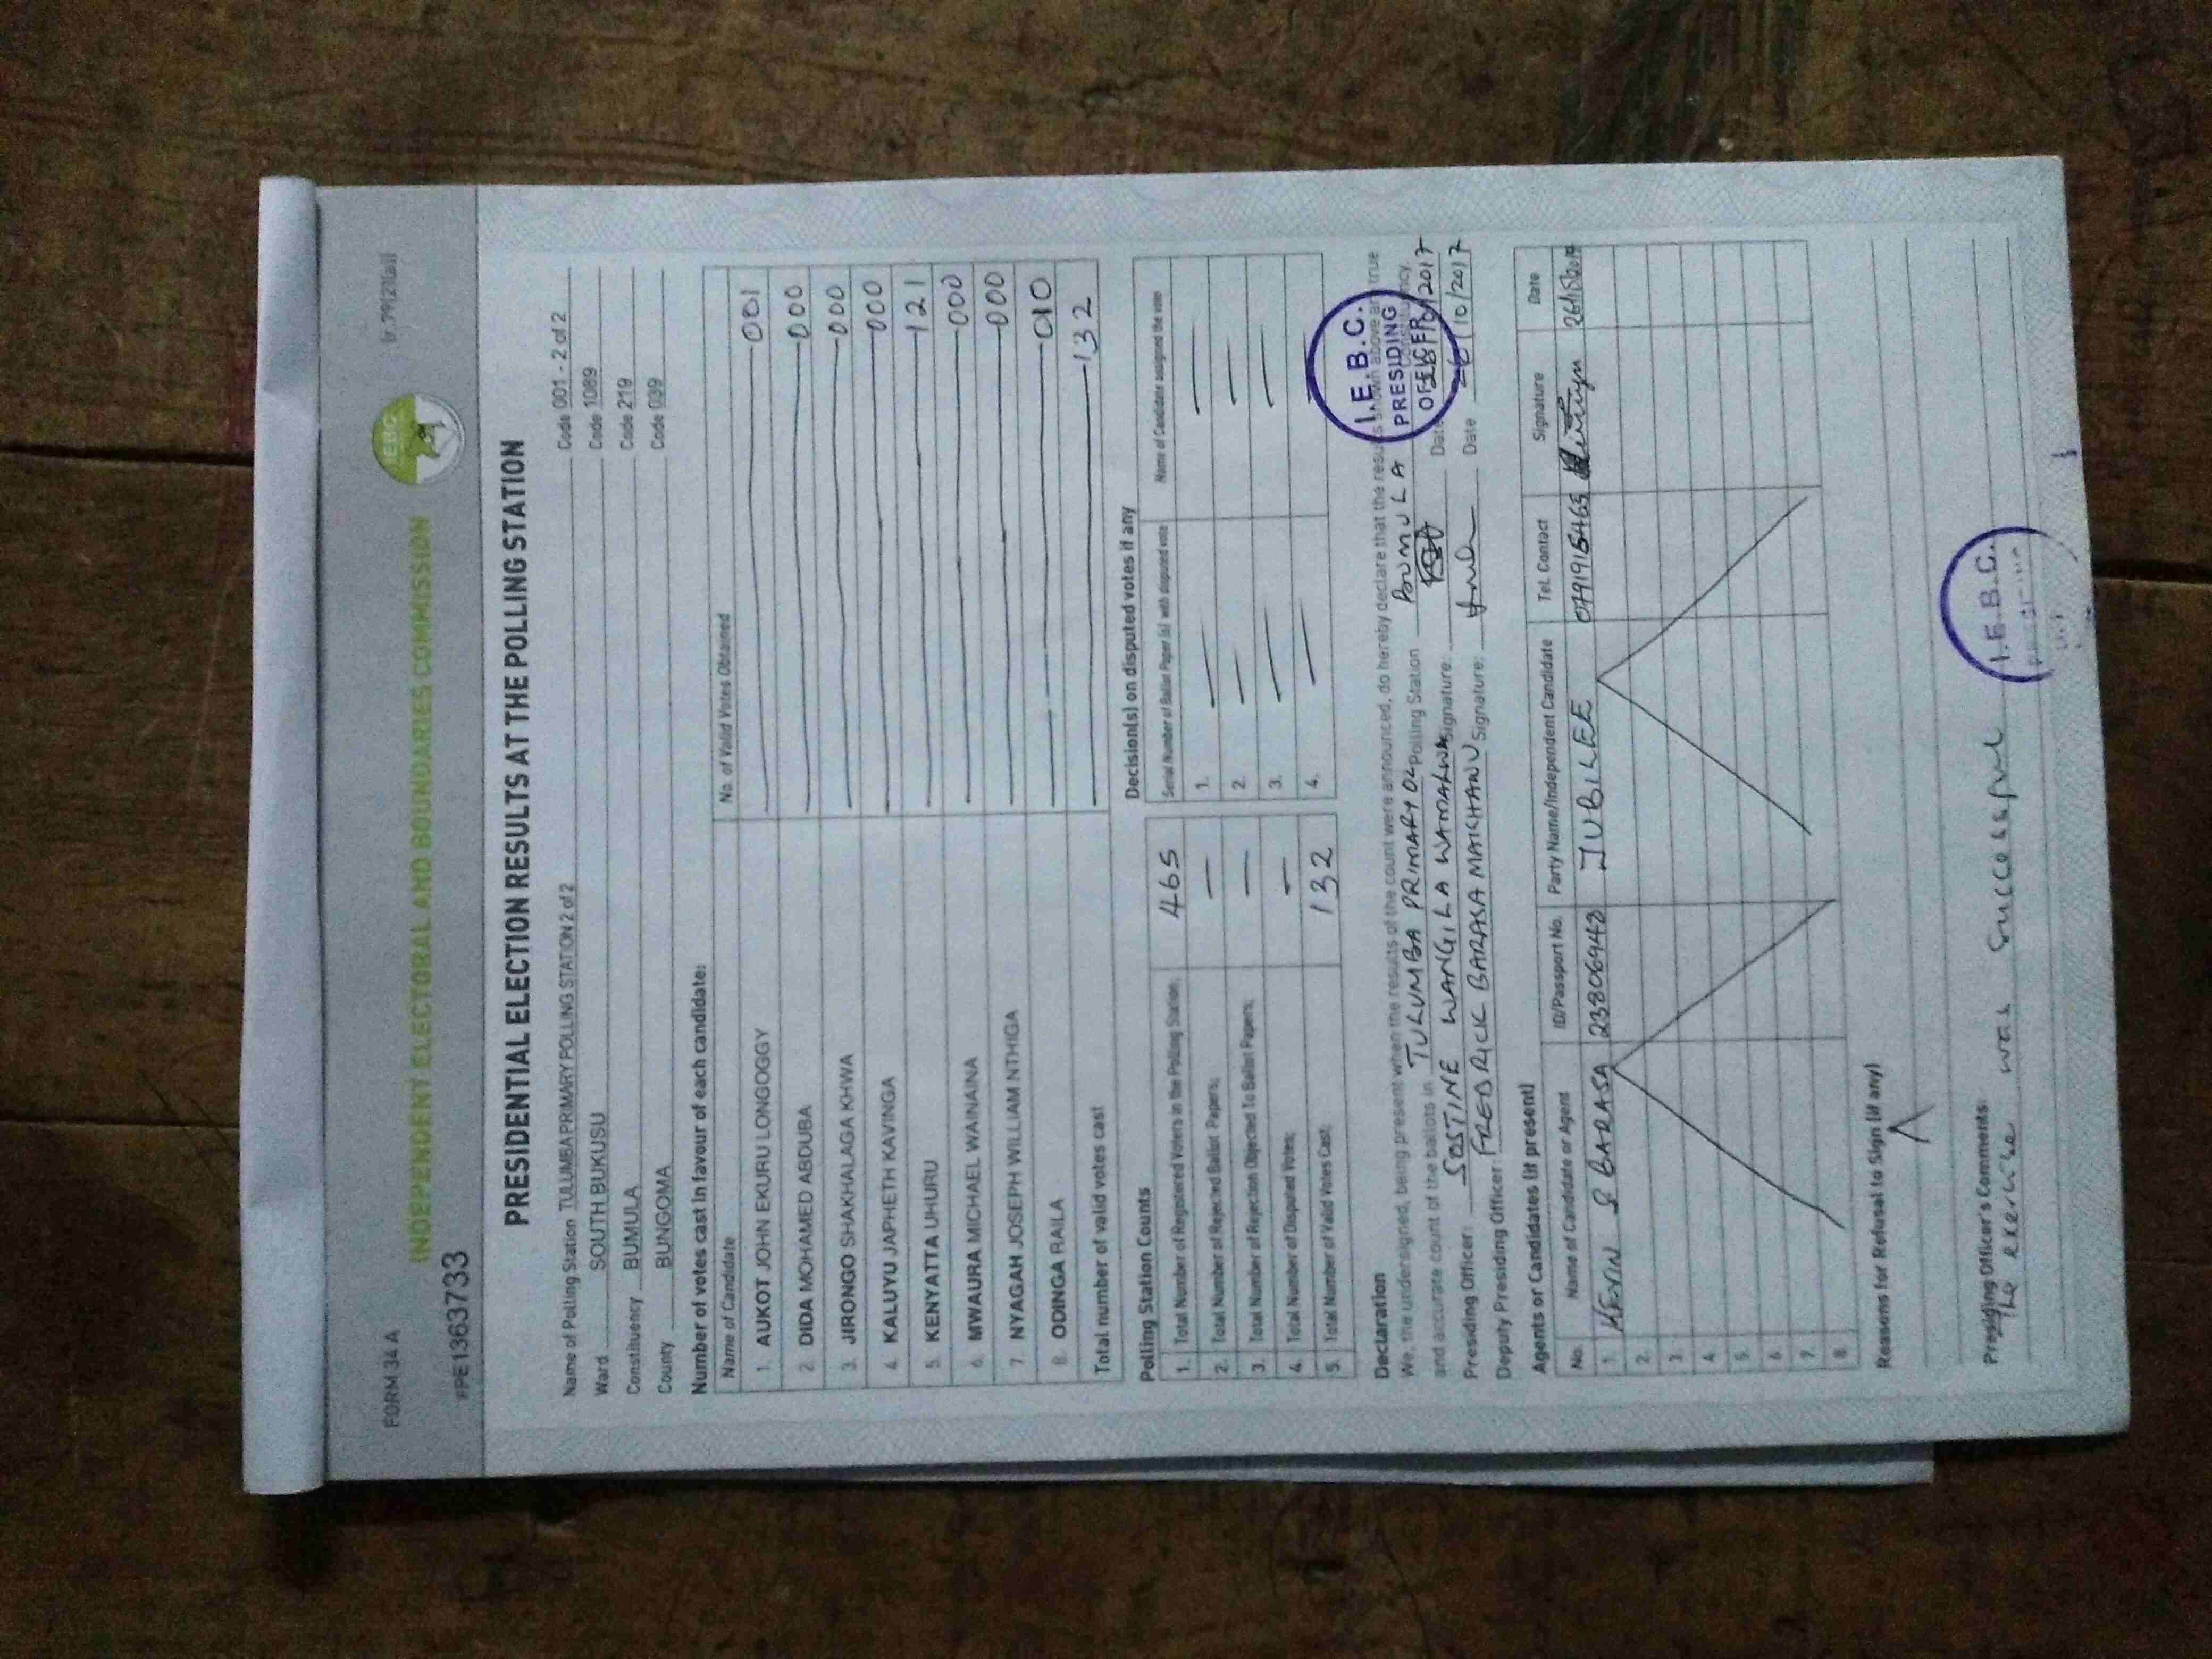 FORM 34 A
(r. 79(2)(a))
IEBC
INDEPENDENT ELECTORAL AND BOUNDARIES COMMISSION
#PE1363733
PRESIDENTIAL ELECTION RESULTS AT THE POLLING STATION
Name of Polling Station TULUMBA PRIMARY POLLING STATION 2 of 2 Code 001 - 2 of 2
Ward SOUTH BUKUSU Code 1089
Constituency BUMULA Code 219
County BUNGOMA Code 039
Number of votes cast in favour of each candidate:
Name of Candidate No. of Valid Votes Obtained
1. AUKOT JOHN EKURU LONGOGGY 001
2. DIDA MOHAMED ABDUBA 000
3. JIRONGO SHAKHALAGA KHWA 000
4. KALUYU JAPHETH KAVINGA 000
5. KENYATTA UHURU 121
6. MWAURA MICHAEL WAINAINA 000
7. NYAGAH JOSEPH WILLIAM NTHIGA 000
8. ODINGA RAILA 010
Total number of valid votes cast 132
Polling Station Counts
1. Total Number of Registered Voters in the Polling Station; 465
2. Total Number of Rejected Ballot Papers; —
3. Total Number of Rejection Objected To Ballot Papers; —
4. Total Number of Disputed Votes; —
5. Total Number of Valid Votes Cast; 132
Decision(s) on disputed votes if any
Serial Number of Ballot Paper (s) with disputed vote Name of Candidate assigned the vote
1.
2.
3.
4.
Declaration
We, the undersigned, being present when the results of the count were announced, do hereby declare that the results shown above are true
and accurate count of the ballots in TULUMBA PRIMARY 02 Polling Station BUMULA Constituency.
Presiding Officer: SOSTINE WANGILA WAMALWA Signature: Date 26/10/2017
Deputy Presiding Officer: FREDRICK BARASA MAKHANU Signature: Date 26/10/2017
I.E.B.C.
PRESIDING
OFFICER
Agents or Candidates (if present)
No. Name of Candidate or Agent ID/Passport No. Party Name/Independent Candidate Tel. Contact Signature Date
1. KEVIN S BARASA 23806948 JUBILEE 0719156465
2.
3.
4.
5.
6.
7.
8.
Reasons for Refusal to Sign (if any)
Presiding Officer's Comments:
The exercise was successful
I.E.B.C.